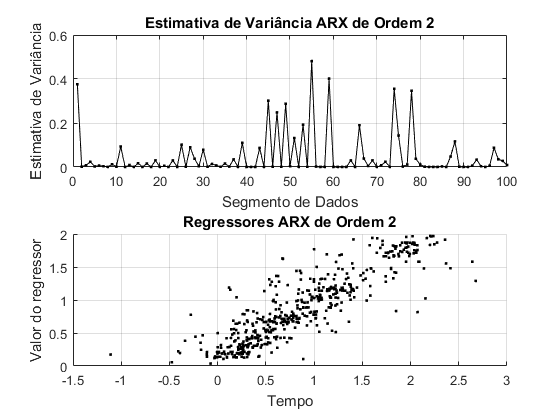 Estimativa de Variância ARX de Ordem 2
Estimativa de Variância
0.6
0.4
0.2
0
0 10 20 30 40 50 60 70 80 90 100
Segmento de Dados
Regressores ARX de Ordem 2
Valor do regressor
2
1.5
1
0.5
0
-1.5 -1 -0.5 0 0.5 1 1.5 2 2.5 3
Tempo